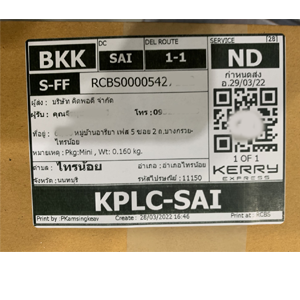 DC DEL ROUTE SERVICE [28]
BKK SAI 1-1 ND
S-FF RCBS0000542.
กำหนดส่ง
อ.29/03/22
ผู้ส่ง : บริษัท คิดพอดี จำกัด
ผู้รับ : คุณ โทร :09
ที่อยู่ : หมู่บ้านอารียา เฟส 5 ซอย 2 ถ.บางกรวย-
ไทรน้อย
หมายเหตุ : Pkg:Mini , Wt: 0.160 kg.
1 OF 1
ตำบล : ไทรน้อย อำเภอ : อำเภอไทรน้อย
จังหวัด : นนทบุรี รหัสไปรษณีย์ : 11150
KERRY
EXPRESS
KPLC-SAI
Print by :PKamsingkeaw Create : 28/03/2022 16:46 Print at : RCBS